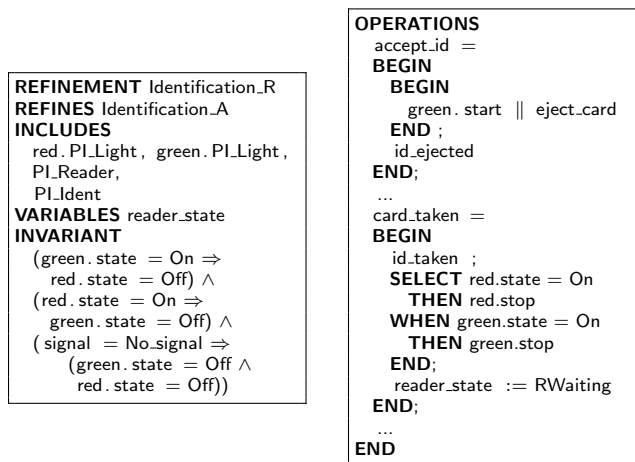 REFINEMENT Identification_R
REFINES Identification_A
INCLUDES
red. PI_Light , green. PI_Light ,
PI_Reader,
PI_Ident
VARIABLES reader_state
INVARIANT
(green. state = On ⇒
red. state = Off) ∧
(red. state = On ⇒
green. state = Off) ∧
( signal = No_signal ⇒
(green. state = Off ∧
red. state = Off))
OPERATIONS
accept_id =
BEGIN
BEGIN
green. start ∥ eject_card
END ;
id_ejected
END;
...
card_taken =
BEGIN
id_taken ;
SELECT red.state = On
THEN red.stop
WHEN green.state = On
THEN green.stop
END;
reader_state := RWaiting
END;
...
END